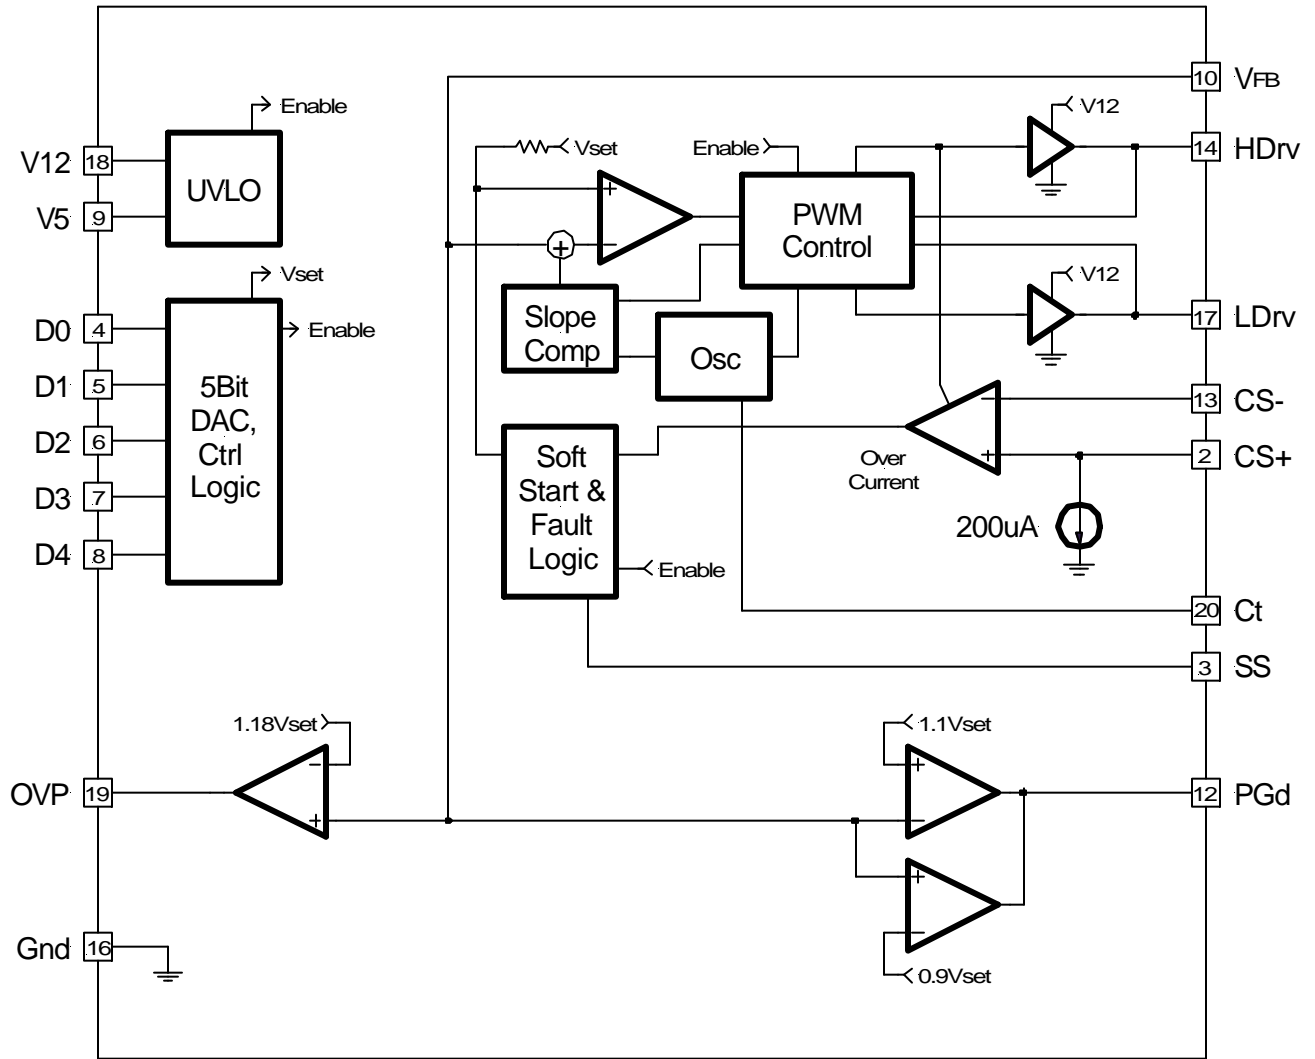 10 VFB
Enable
V12
V12 18
Vset
Enable
14 HDrv
+
UVLO
PWM
Control
V5 9
+
−
Vset
V12
D0 4
Enable
Slope
Comp
Osc
17 LDrv
D1 5
5Bit
DAC,
Ctrl
Logic
D2 6
D3 7
D4 8
− 13 CS-
+ 2 CS+
Over
Current
Soft
Start &
Fault
Logic
200uA
Enable
20 Ct
3 SS
1.18Vset
1.1Vset
−
+
OVP 19
12 PGd
+
−
+
−
Gnd 16
0.9Vset